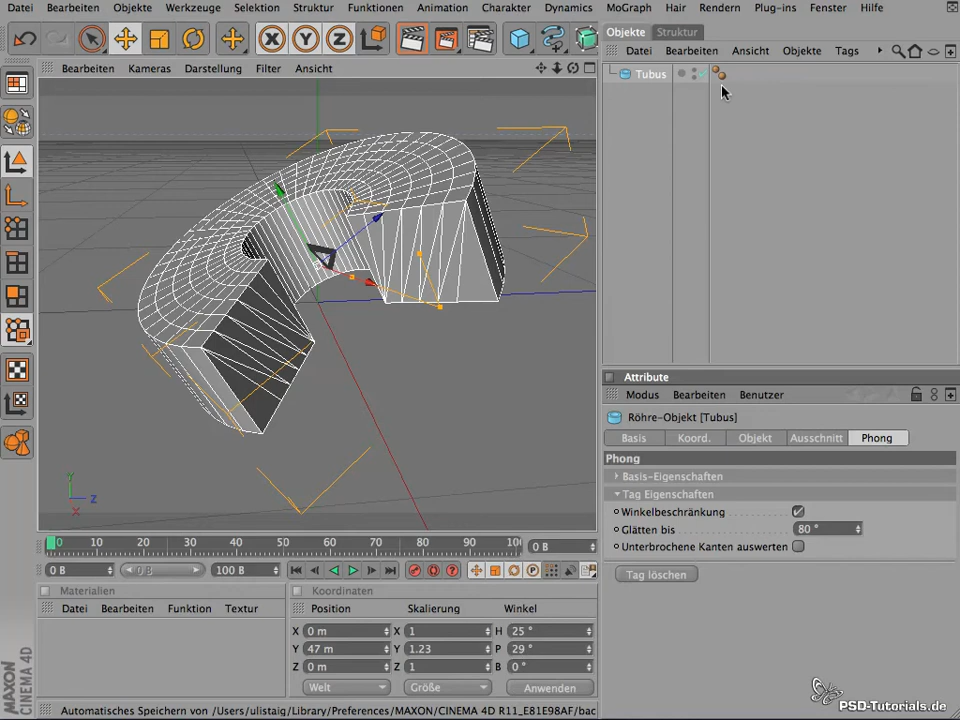 Datei Bearbeiten Objekte Werkzeuge Selektion Struktur Funktionen Animation Charakter Dynamics MoGraph Hair Rendern Plug-ins Fenster Hilfe
X Y Z
Objekte Struktur
Datei Bearbeiten Ansicht Objekte Tags
Bearbeiten Kameras Darstellung Filter Ansicht
Tubus
Attribute
Modus Bearbeiten Benutzer
Röhre-Objekt [Tubus]
Basis Koord. Objekt Ausschnitt Phong
Phong
Basis-Eigenschaften
Tag Eigenschaften
Winkelbeschränkung
Glätten bis 80 °
Unterbrochene Kanten auswerten
Tag löschen
Y
Z
X
0 10 20 30 40 50 60 70 80 90 10 0 B
0 B 0 B 100 B
Materialien
Datei Bearbeiten Funktion Textur
Koordinaten
Position Skalierung Winkel
X 0 m X 1 H 25 °
Y 47 m Y 1.23 P 29 °
Z 0 m Z 1 B 0 °
Welt Größe Anwenden
MAXON CINEMA 4D
Automatisches Speichern von /Users/ulistaig/Library/Preferences/MAXON/CINEMA 4D R11_E81E98AF/bac
PSD-Tutorials.de